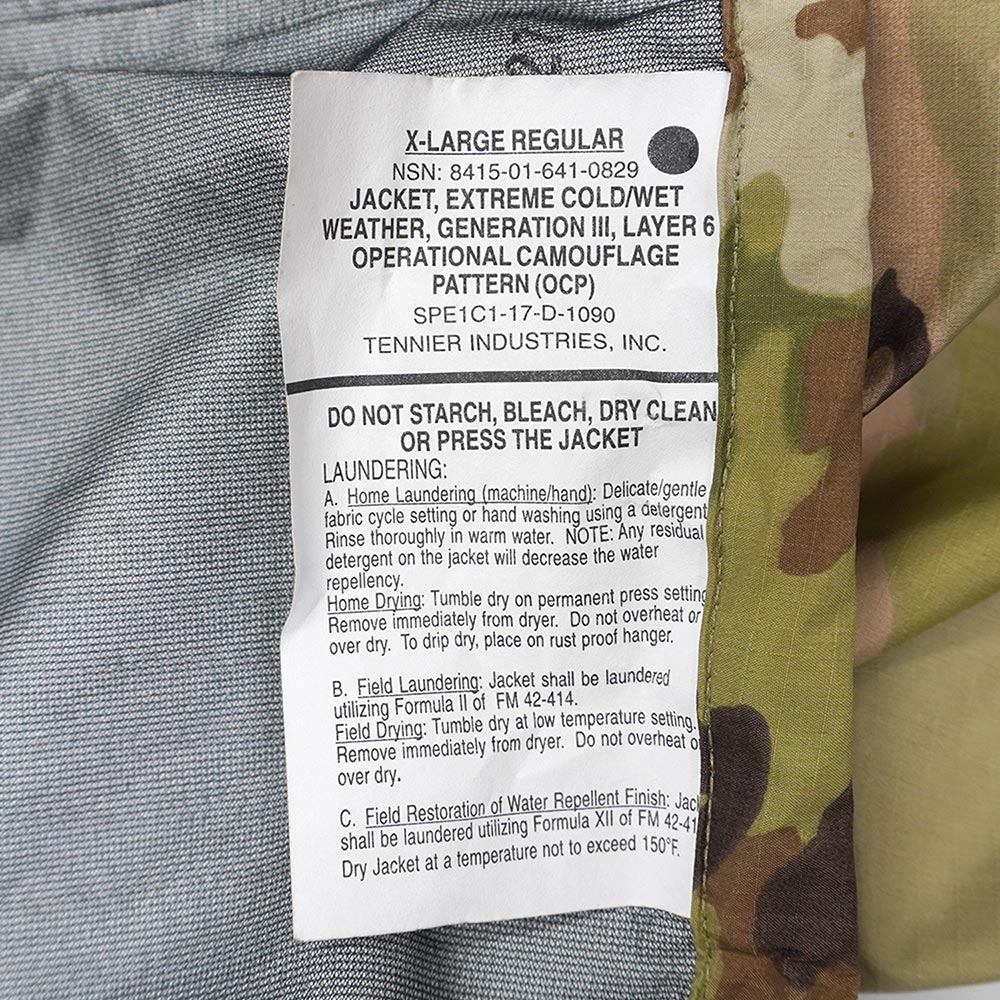 27
X-LARGE REGULAR
NSN: 8415-01-641-0829
JACKET, EXTREME COLD/WET
WEATHER, GENERATION III, LAYER 6
OPERATIONAL CAMOUFLAGE
PATTERN (OCP)
SPE1C1-17-D-1090
TENNIER INDUSTRIES, INC.
DO NOT STARCH, BLEACH, DRY CLEAN
OR PRESS THE JACKET
LAUNDERING:
A. Home Laundering (machine/hand): Delicate/gentle
fabric cycle setting or hand washing using a detergent
Rinse thoroughly in warm water. NOTE: Any residual
detergent on the jacket will decrease the water
repellency.
Home Drying: Tumble dry on permanent press setting
Remove immediately from dryer. Do not overheat or
over dry. To drip dry, place on rust proof hanger.
B. Field Laundering: Jacket shall be laundered
utilizing Formula II of FM 42-414.
Field Drying: Tumble dry at low temperature setting.
Remove immediately from dryer. Do not overheat or
over dry.
C. Field Restoration of Water Repellent Finish: Jac
shall be laundered utilizing Formula XII of FM 42-41
Dry Jacket at a temperature not to exceed 150°F.